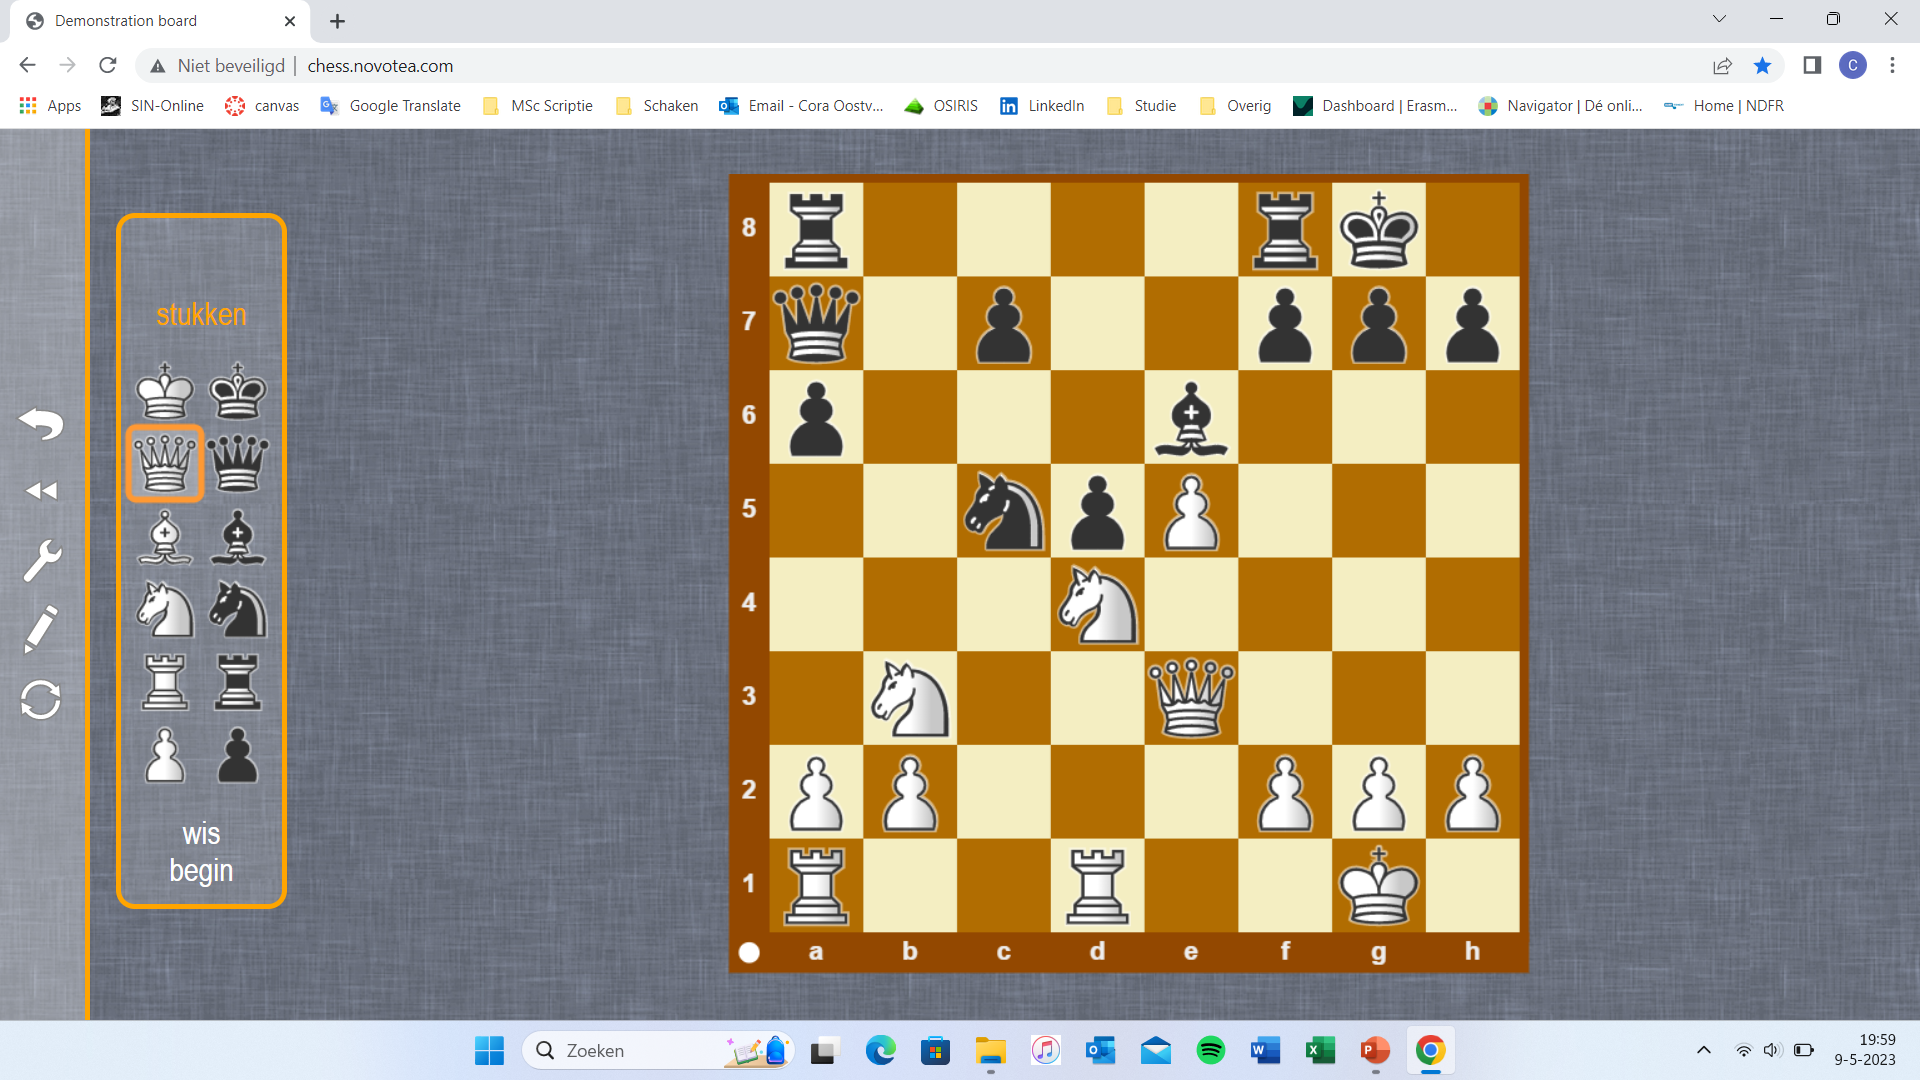 Demonstration board
Niet beveiligd | chess.novotea.com
C
Apps SIN-Online canvas Google Translate MSc Scriptie Schaken Email - Cora Oostv... OSIRIS LinkedIn Studie Overig Dashboard | Erasm... Navigator | Dé onli... Home | NDFR
stukken
wis
begin
8
7
6
5
4
3
2
1
a b c d e f g h
Zoeken
19:59
9-5-2023